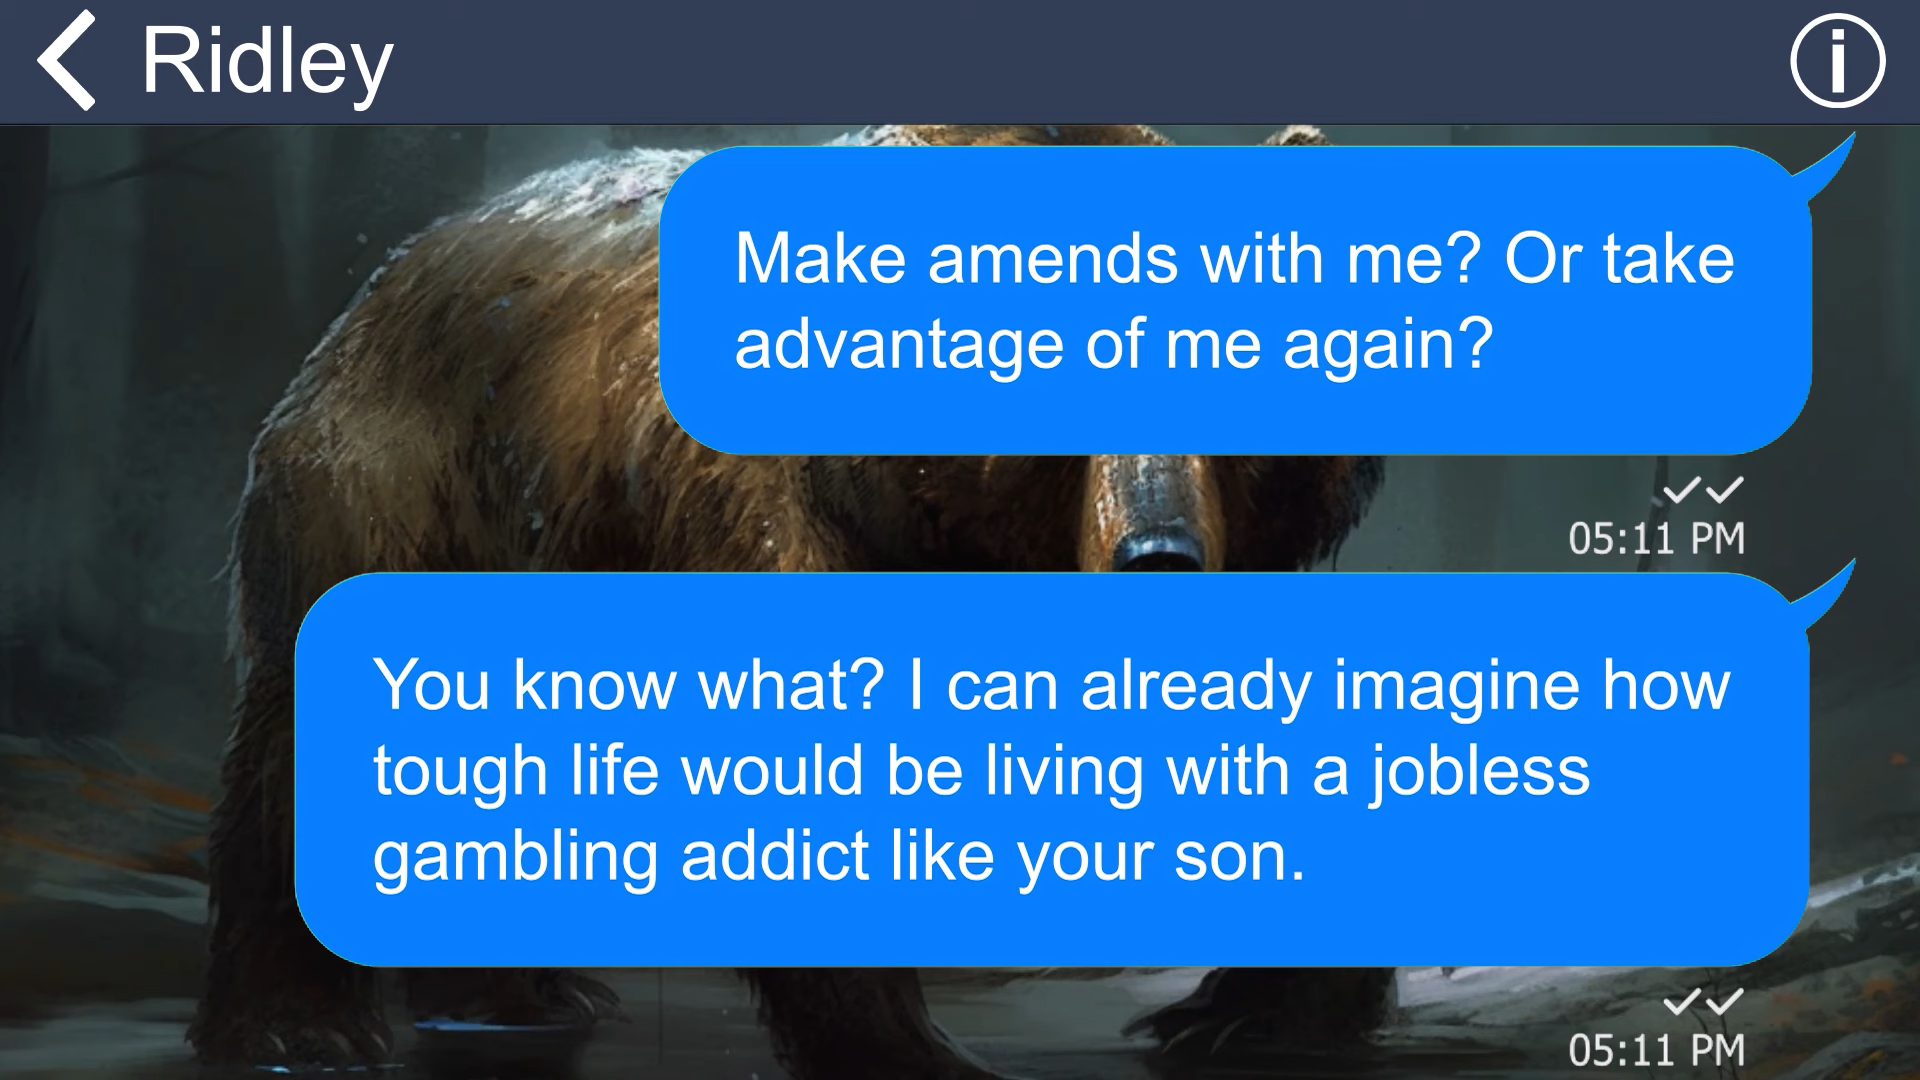 Ridley
Make amends with me? Or take
advantage of me again?
05:11 PM
You know what? I can already imagine how
tough life would be living with a jobless
gambling addict like your son.
05:11 PM